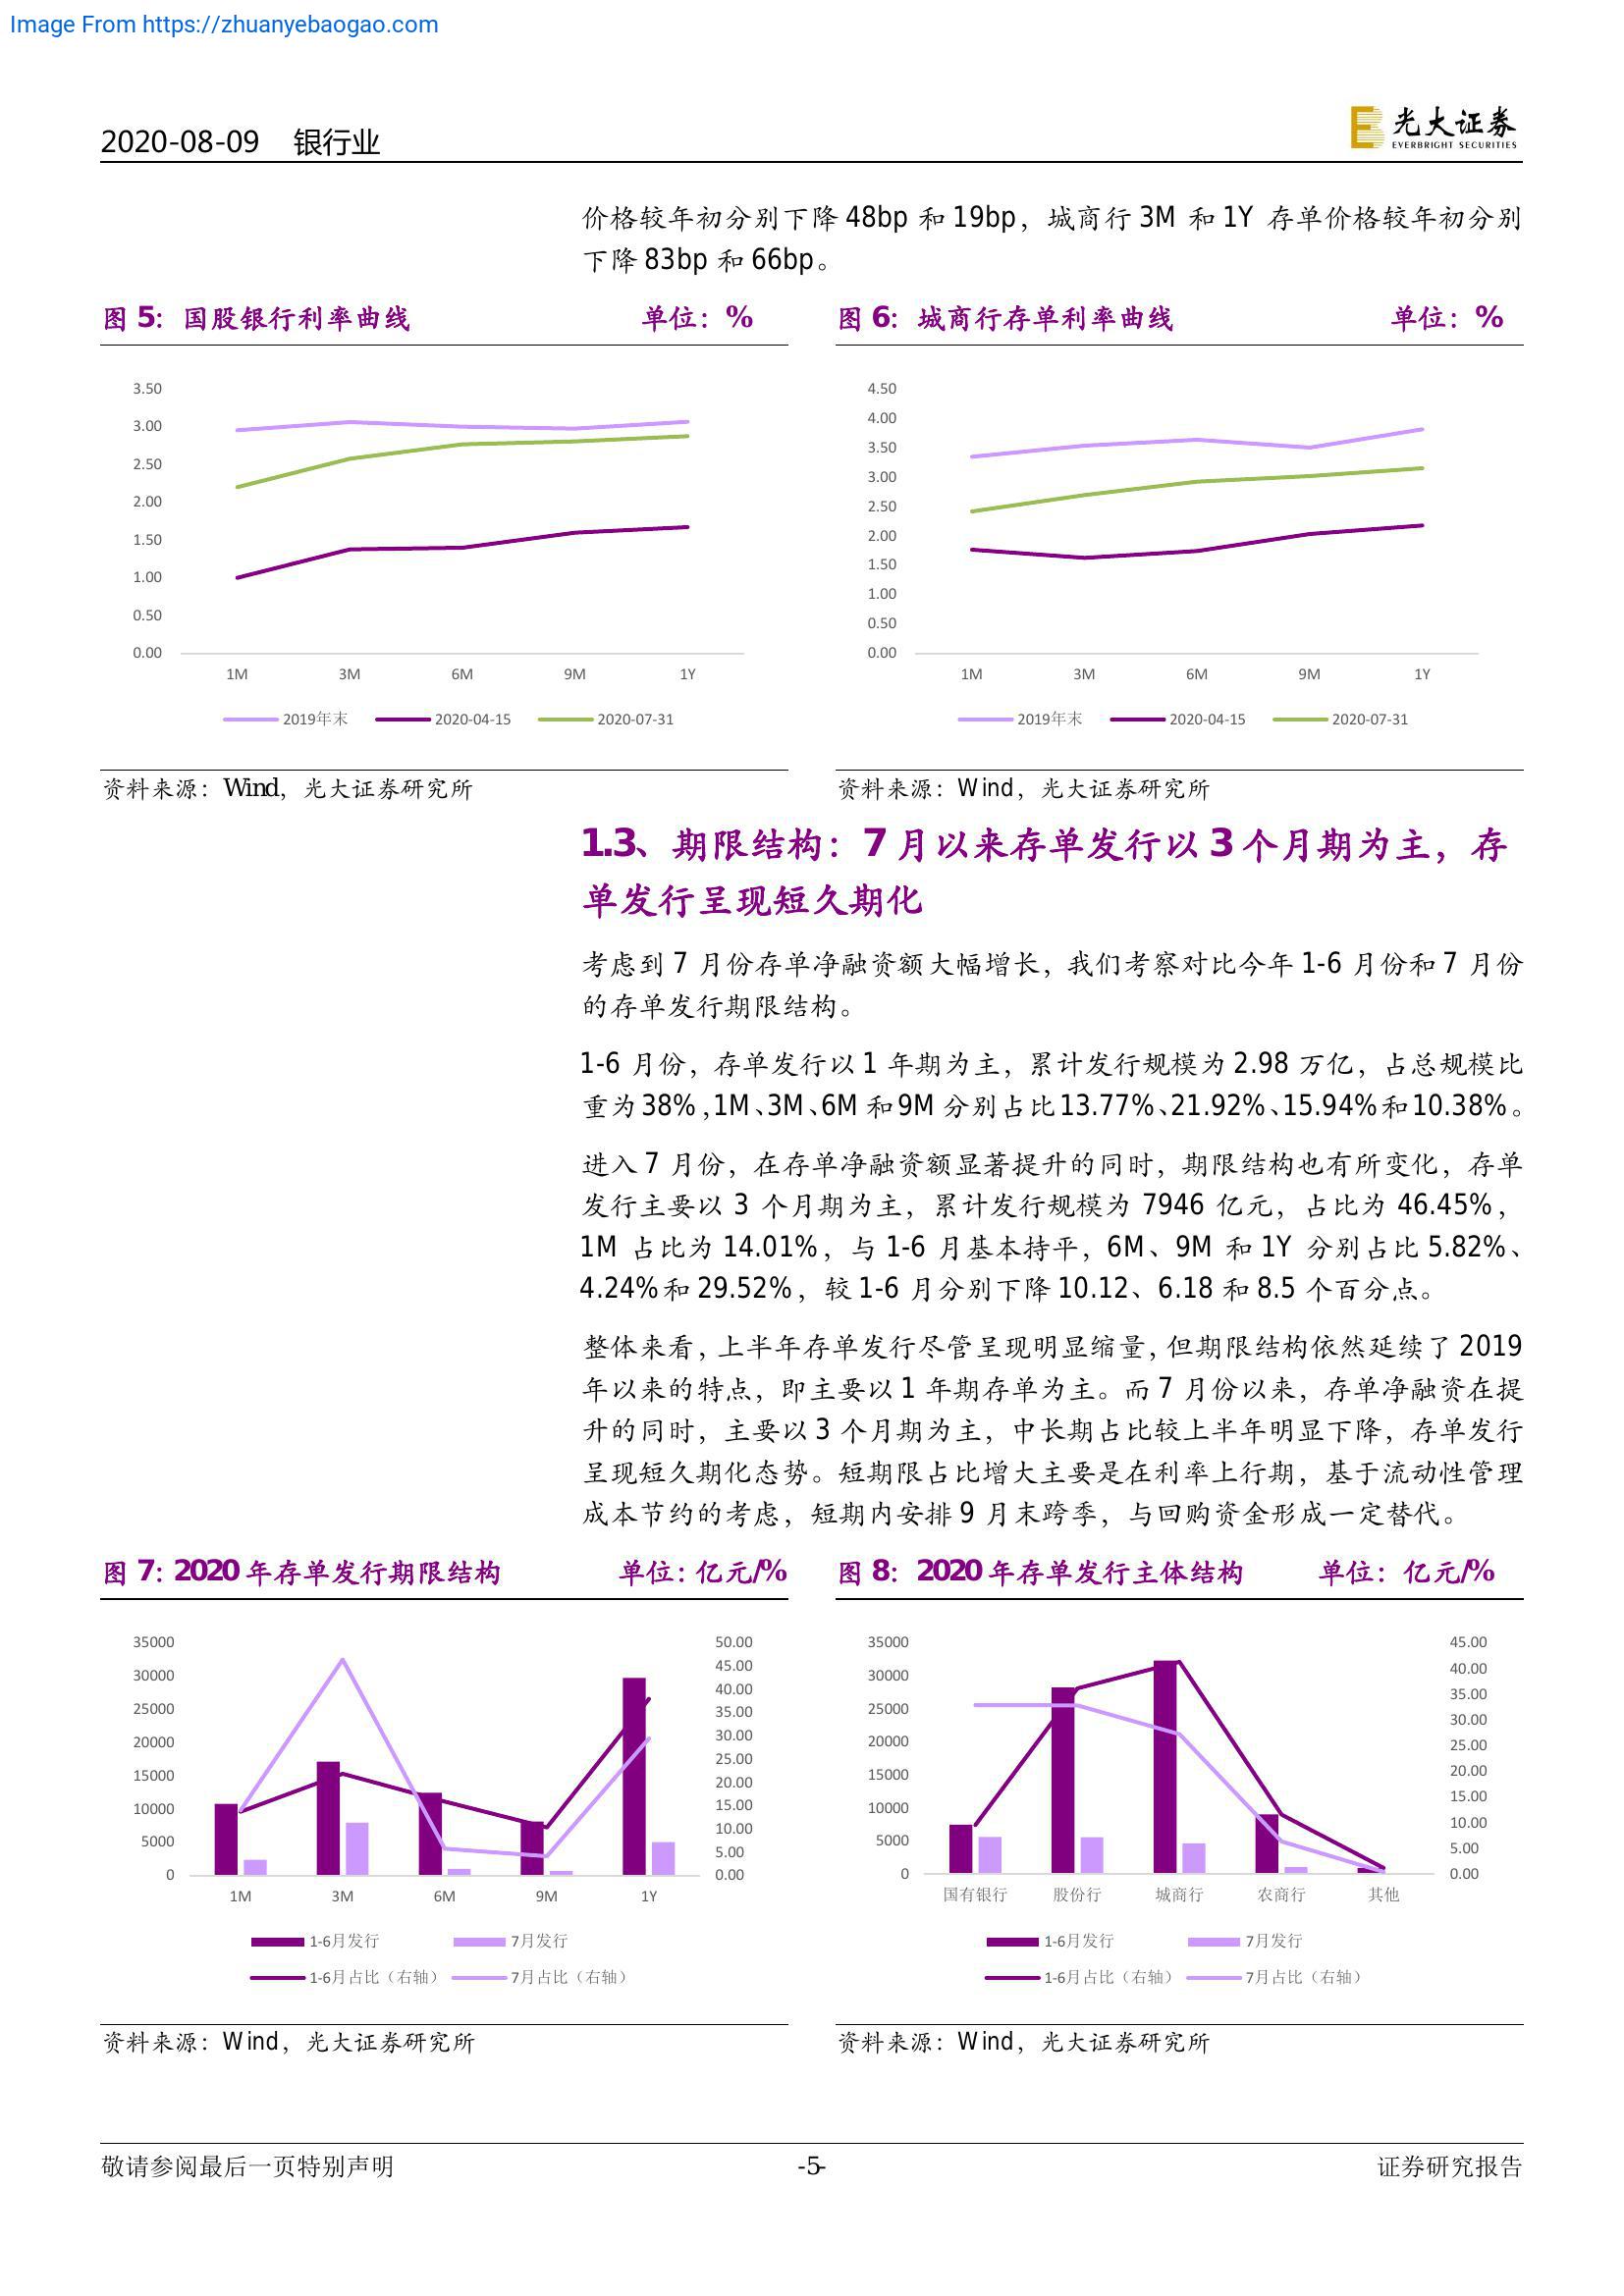 Image From https://zhuanyebaogao.com
2020-08-09 银行业
光大证券
EVERBRIGHT SECURITIES
价格较年初分别下降 48bp 和 19bp，城商行 3M 和 1Y 存单价格较年初分别
下降 83bp 和 66bp。
图 5：国股银行利率曲线 单位：%
图 6：城商行存单利率曲线 单位：%
3.50
3.00
2.50
2.00
1.50
1.00
0.50
0.00
1M 3M 6M 9M 1Y
2019年末 2020-04-15 2020-07-31
4.50
4.00
3.50
3.00
2.50
2.00
1.50
1.00
0.50
0.00
1M 3M 6M 9M 1Y
2019年末 2020-04-15 2020-07-31
资料来源：Wind，光大证券研究所
资料来源：Wind，光大证券研究所
1.3、期限结构：7 月以来存单发行以 3 个月期为主，存
单发行呈现短久期化
考虑到 7 月份存单净融资额大幅增长，我们考察对比今年 1-6 月份和 7 月份
的存单发行期限结构。
1-6 月份，存单发行以 1 年期为主，累计发行规模为 2.98 万亿，占总规模比
重为 38%，1M、3M、6M 和 9M 分别占比 13.77%、21.92%、15.94%和 10.38%。
进入 7 月份，在存单净融资额显著提升的同时，期限结构也有所变化，存单
发行主要以 3 个月期为主，累计发行规模为 7946 亿元，占比为 46.45%，
1M 占比为 14.01%，与 1-6 月基本持平，6M、9M 和 1Y 分别占比 5.82%、
4.24%和 29.52%，较 1-6 月分别下降 10.12、6.18 和 8.5 个百分点。
整体来看，上半年存单发行尽管呈现明显缩量，但期限结构依然延续了 2019
年以来的特点，即主要以 1 年期存单为主。而 7 月份以来，存单净融资在提
升的同时，主要以 3 个月期为主，中长期占比较上半年明显下降，存单发行
呈现短久期化态势。短期限占比增大主要是在利率上行期，基于流动性管理
成本节约的考虑，短期内安排 9 月末跨季，与回购资金形成一定替代。
图 7：2020 年存单发行期限结构 单位：亿元/%
图 8：2020 年存单发行主体结构 单位：亿元/%
35000
30000
25000
20000
15000
10000
5000
0
50.00
45.00
40.00
35.00
30.00
25.00
20.00
15.00
10.00
5.00
0.00
1M 3M 6M 9M 1Y
1-6月发行 7月发行
1-6月占比（右轴） 7月占比（右轴）
35000
30000
25000
20000
15000
10000
5000
0
45.00
40.00
35.00
30.00
25.00
20.00
15.00
10.00
5.00
0.00
国有银行 股份行 城商行 农商行 其他
1-6月发行 7月发行
1-6月占比（右轴） 7月占比（右轴）
资料来源：Wind，光大证券研究所
资料来源：Wind，光大证券研究所
敬请参阅最后一页特别声明 -5- 证券研究报告